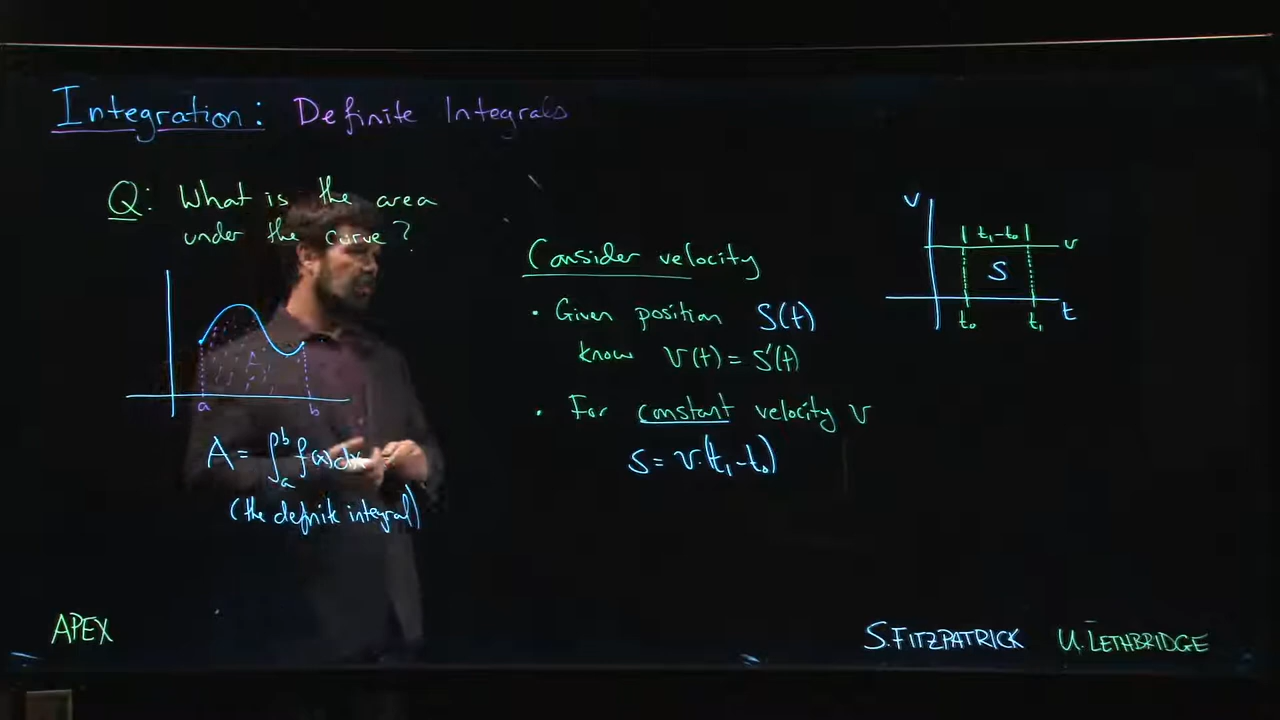 Integration: Definite Integrals
Q: What is the area
under the curve?
A
a b
A = ∫_a^b f(x)dx
(the definite integral)
Consider velocity
• Given position S(t)
know v(t) = S'(t)
• For constant velocity v
S = v·(t₁-t₀)
v
| t₁-t₀ |
v
S
t₀ t₁ t
APEX
S. FITZPATRICK U. LETHBRIDGE